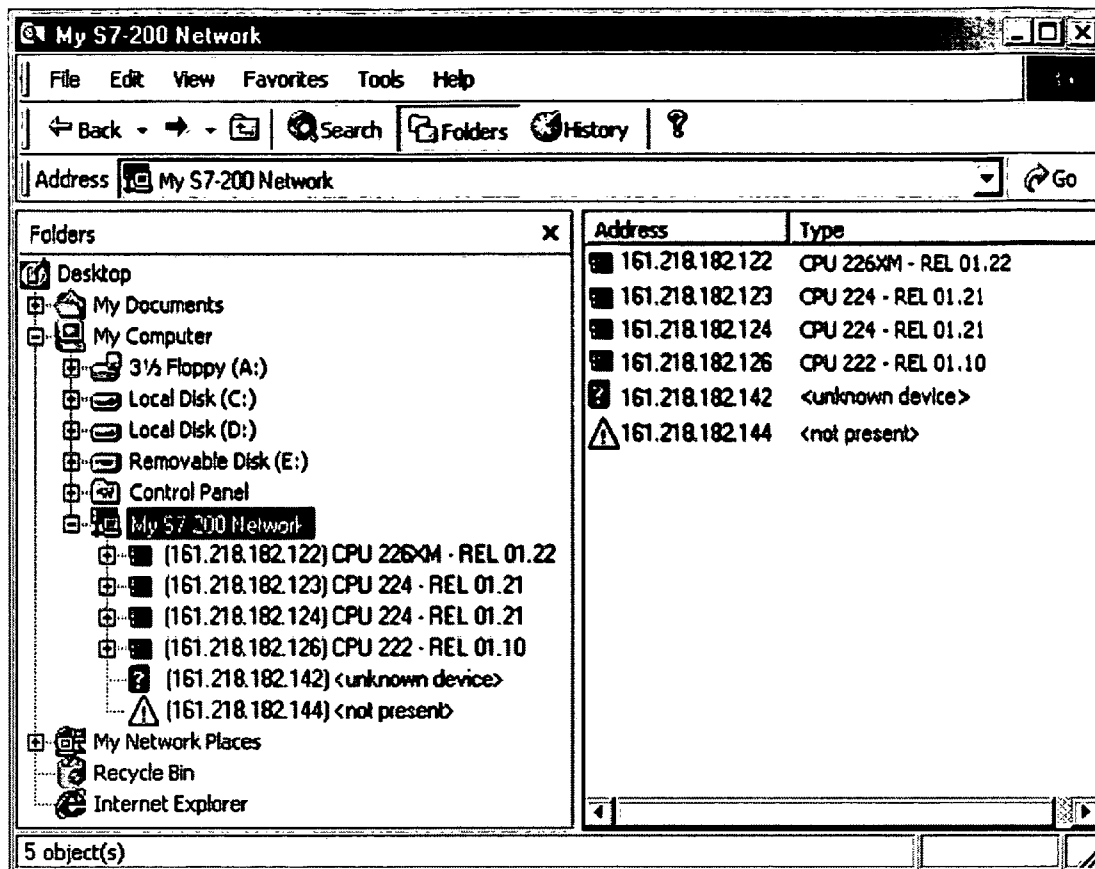 My S7-200 Network
File Edit View Favorites Tools Help
Back Search Folders History
Address My S7-200 Network Go
Folders
Desktop
My Documents
My Computer
3½ Floppy (A:)
Local Disk (C:)
Local Disk (D:)
Removable Disk (E:)
Control Panel
My S7-200 Network
(161.218.182.122) CPU 226XM - REL 01.22
(161.218.182.123) CPU 224 - REL 01.21
(161.218.182.124) CPU 224 - REL 01.21
(161.218.182.126) CPU 222 - REL 01.10
(161.218.182.142) <unknown device>
(161.218.182.144) <not present>
My Network Places
Recycle Bin
Internet Explorer
Address Type
161.218.182.122 CPU 226XM - REL 01.22
161.218.182.123 CPU 224 - REL 01.21
161.218.182.124 CPU 224 - REL 01.21
161.218.182.126 CPU 222 - REL 01.10
161.218.182.142 <unknown device>
161.218.182.144 <not present>
5 object(s)